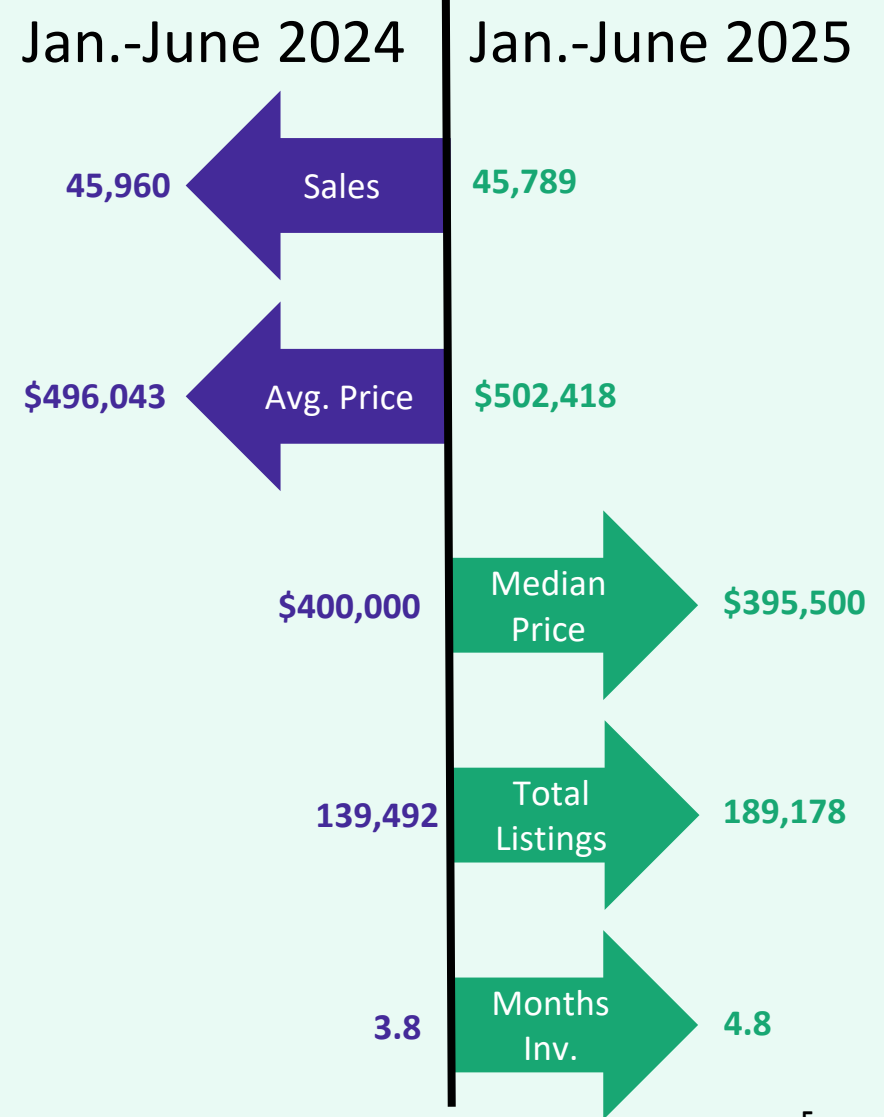 Jan.-June 2024
Jan.-June 2025
45,960
Sales
45,789
$496,043
Avg. Price
$502,418
$400,000
Median
Price
$395,500
139,492
Total
Listings
189,178
3.8
Months
Inv.
4.8